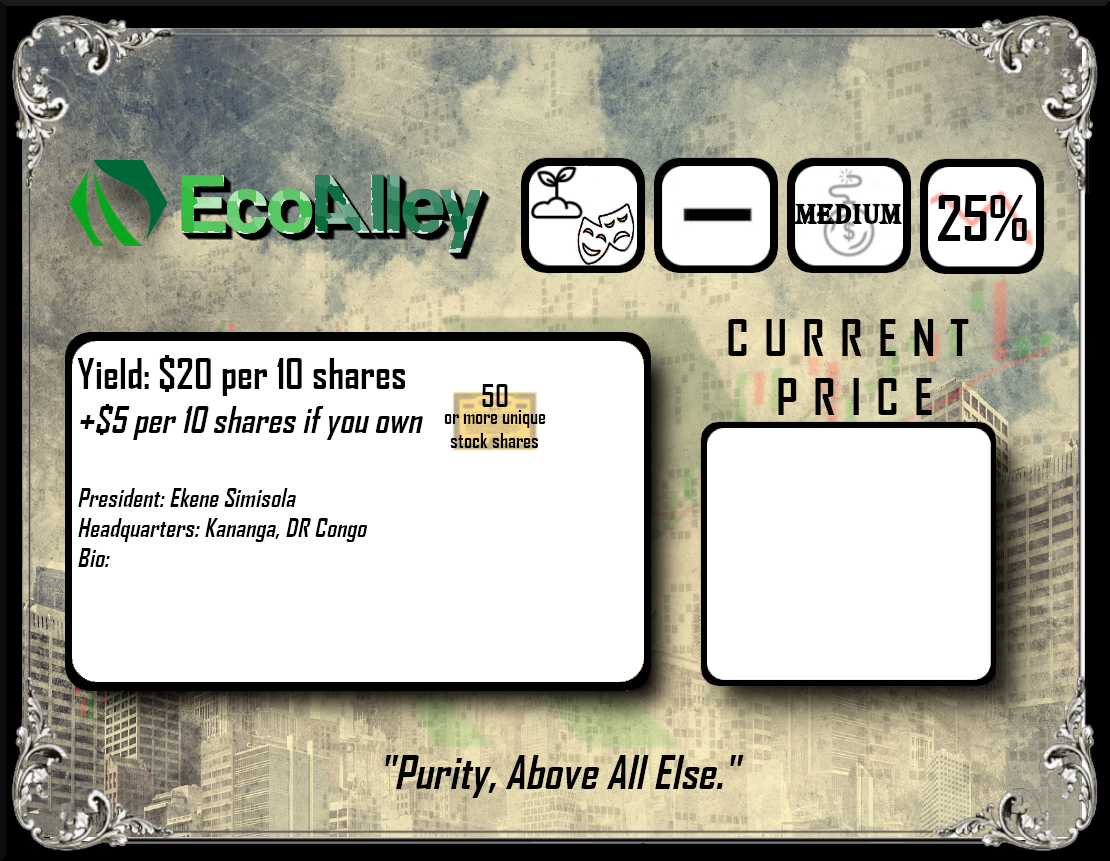 EcoAlley
MEDIUM
25%
CURRENT
PRICE
Yield: $20 per 10 shares
+$5 per 10 shares if you own
50
or more unique
stock shares
President: Ekene Simisola
Headquarters: Kananga, DR Congo
Bio:
"Purity, Above All Else."